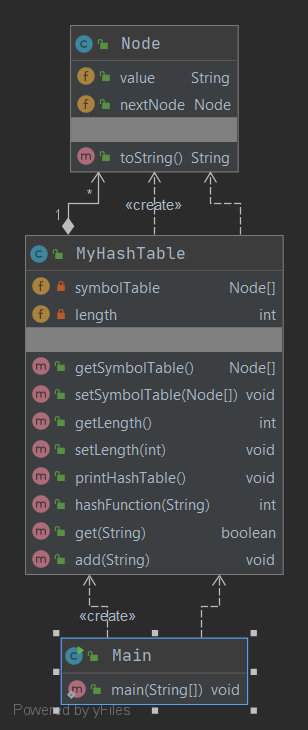 Node
value String
nextNode Node
toString() String
*
1
«create»
MyHashTable
symbolTable Node[]
length int
getSymbolTable() Node[]
setSymbolTable(Node[]) void
getLength() int
setLength(int) void
printHashTable() void
hashFunction(String) int
get(String) boolean
add(String) void
«create»
Main
main(String[]) void
Powered by yFiles